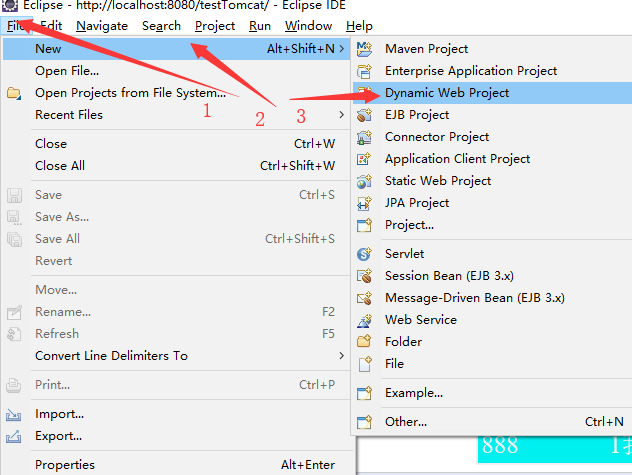 Eclipse - http://localhost:8080/testTomcat/ - Eclipse IDE
File Edit Navigate Search Project Run Window Help
New Alt+Shift+N >
Open File...
Open Projects from File System...
Recent Files >
Close Ctrl+W
Close All Ctrl+Shift+W
Save Ctrl+S
Save As...
Save All Ctrl+Shift+S
Revert
Move...
Rename... F2
Refresh F5
Convert Line Delimiters To >
Print... Ctrl+P
Import...
Export...
Properties Alt+Enter
1 2 3
Maven Project
Enterprise Application Project
Dynamic Web Project
EJB Project
Connector Project
Application Client Project
Static Web Project
JPA Project
Project...
Servlet
Session Bean (EJB 3.x)
Message-Driven Bean (EJB 3.x)
Web Service
Folder
File
Example...
Other... Ctrl+N
888